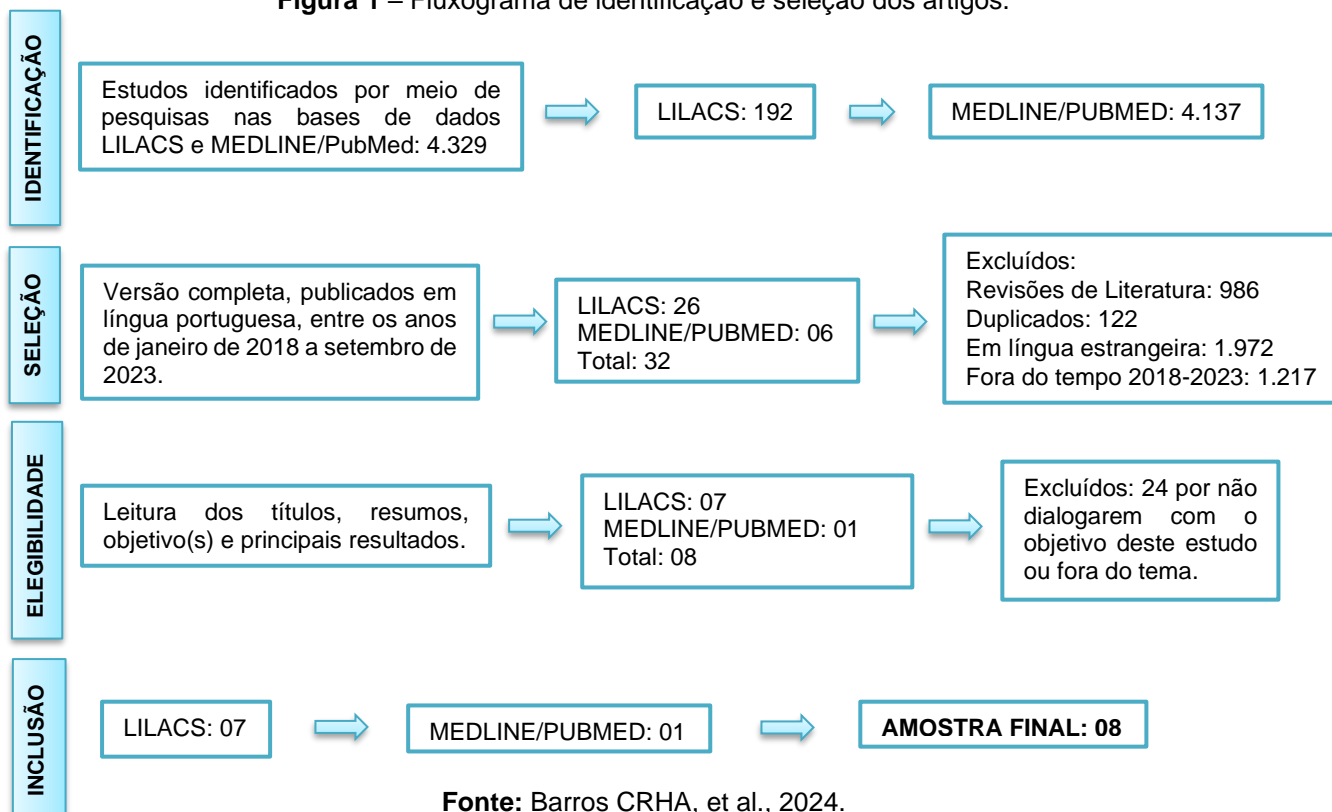 Figura 1 – Fluxograma de identificação e seleção dos artigos.
IDENTIFICAÇÃO
Estudos identificados por meio de
pesquisas nas bases de dados
LILACS e MEDLINE/PubMed: 4.329
LILACS: 192
MEDLINE/PUBMED: 4.137
SELEÇÃO
Versão completa, publicados em
língua portuguesa, entre os anos
de janeiro de 2018 a setembro de
2023.
LILACS: 26
MEDLINE/PUBMED: 06
Total: 32
Excluídos:
Revisões de Literatura: 986
Duplicados: 122
Em língua estrangeira: 1.972
Fora do tempo 2018-2023: 1.217
ELEGIBILIDADE
Leitura dos títulos, resumos,
objetivo(s) e principais resultados.
LILACS: 07
MEDLINE/PUBMED: 01
Total: 08
Excluídos: 24 por não
dialogarem com o
objetivo deste estudo
ou fora do tema.
INCLUSÃO
LILACS: 07
MEDLINE/PUBMED: 01
AMOSTRA FINAL: 08
Fonte: Barros CRHA, et al., 2024.